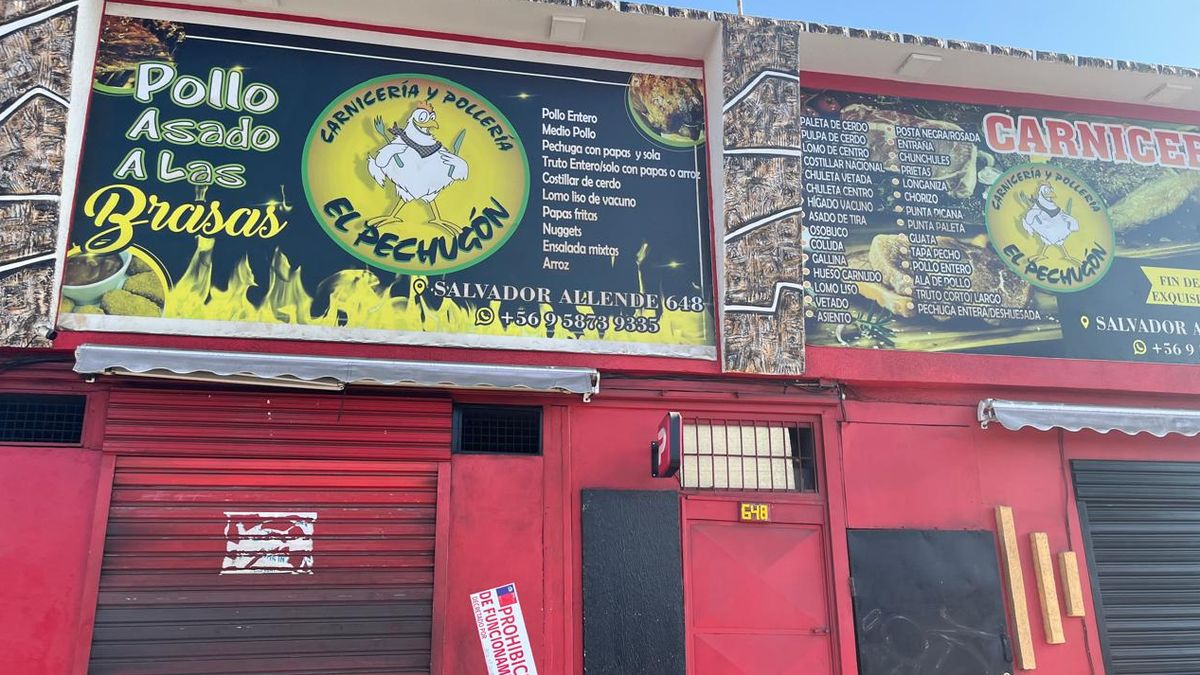 Pollo
Asado
A Las
Brasas
CARNICERÍA Y POLLERÍA
EL PECHUGÓN
Pollo Entero
Medio Pollo
Pechuga con papas y sola
Truto Entero/solo con papas o arroz
Costillar de cerdo
Lomo liso de vacuno
Papas fritas
Nuggets
Ensalada mixtas
Arroz
SALVADOR ALLENDE 648
+56 9 5873 9335
PALETA DE CERDO
PULPA DE CERDO
LOMO DE CENTRO
COSTILLAR NACIONAL
CHULETA VETADA
CHULETA CENTRO
HÍGADO VACUNO
ASADO DE TIRA
OSOBUCO
COLUDA
GALLINA
HUESO CARNUDO
LOMO LISO
VETADO
ASIENTO
POSTA NEGRA/ROSADA
ENTRAÑA
CHUNCHULES
PRIETAS
LONGANIZA
CHORIZO
PUNTA PICANA
PUNTA PALETA
GUATA
TAPA PECHO
POLLO ENTERO
ALA DE POLLO
TRUTO CORTO/LARGO
PECHUGA ENTERA/DESHUESADA
CARNICER
CARNICERÍA Y POLLERÍA
EL PECHUGÓN
FIN DE
EXQUIS
SALVADOR A
+56 9
648
PROHIBIC
DE FUNCIONAM
DECRETADO POR